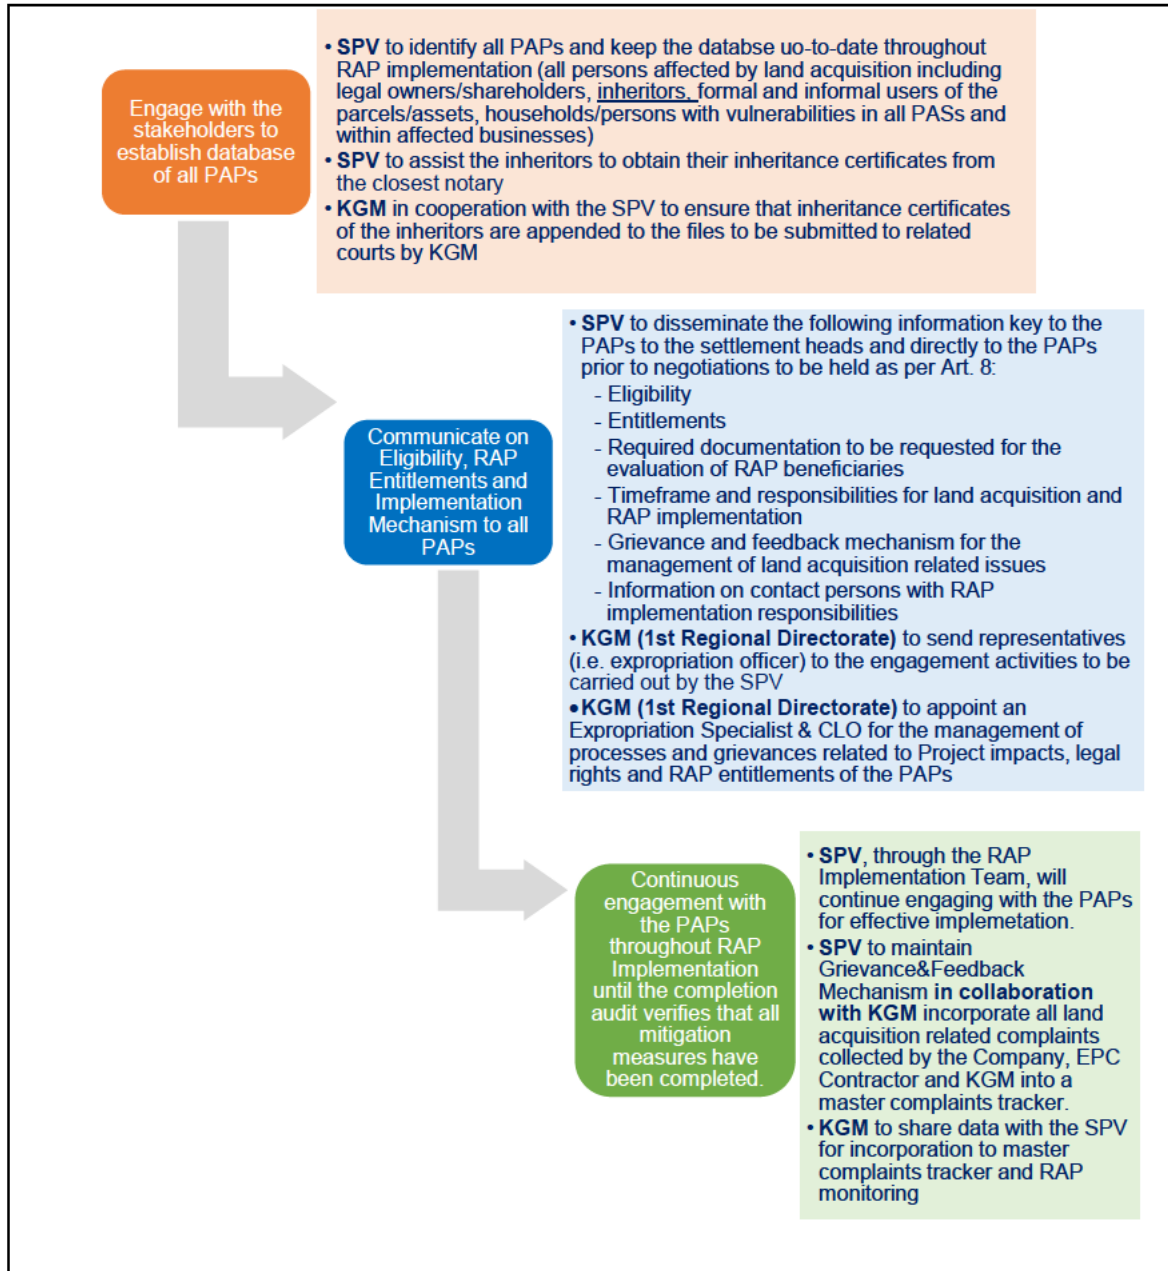 Engage with the
stakeholders to
establish database
of all PAPs
• SPV to identify all PAPs and keep the databse uo-to-date throughout
RAP implementation (all persons affected by land acquisition including
legal owners/shareholders, inheritors, formal and informal users of the
parcels/assets, households/persons with vulnerabilities in all PASs and
within affected businesses)
• SPV to assist the inheritors to obtain their inheritance certificates from
the closest notary
• KGM in cooperation with the SPV to ensure that inheritance certificates
of the inheritors are appended to the files to be submitted to related
courts by KGM
Communicate on
Eligibility, RAP
Entitlements and
Implementation
Mechanism to all
PAPs
• SPV to disseminate the following information key to the
PAPs to the settlement heads and directly to the PAPs
prior to negotiations to be held as per Art. 8:
- Eligibility
- Entitlements
- Required documentation to be requested for the
evaluation of RAP beneficiaries
- Timeframe and responsibilities for land acquisition and
RAP implementation
- Grievance and feedback mechanism for the
management of land acquisition related issues
- Information on contact persons with RAP
implementation responsibilities
• KGM (1st Regional Directorate) to send representatives
(i.e. expropriation officer) to the engagement activities to be
carried out by the SPV
•KGM (1st Regional Directorate) to appoint an
Expropriation Specialist & CLO for the management of
processes and grievances related to Project impacts, legal
rights and RAP entitlements of the PAPs
Continuous
engagement with
the PAPs
throughout RAP
Implementation
until the completion
audit verifies that all
mitigation
measures have
been completed.
• SPV, through the RAP
Implementation Team, will
continue engaging with the PAPs
for effective implemetation.
• SPV to maintain
Grievance&Feedback
Mechanism in collaboration
with KGM incorporate all land
acquisition related complaints
collected by the Company, EPC
Contractor and KGM into a
master complaints tracker.
• KGM to share data with the SPV
for incorporation to master
complaints tracker and RAP
monitoring